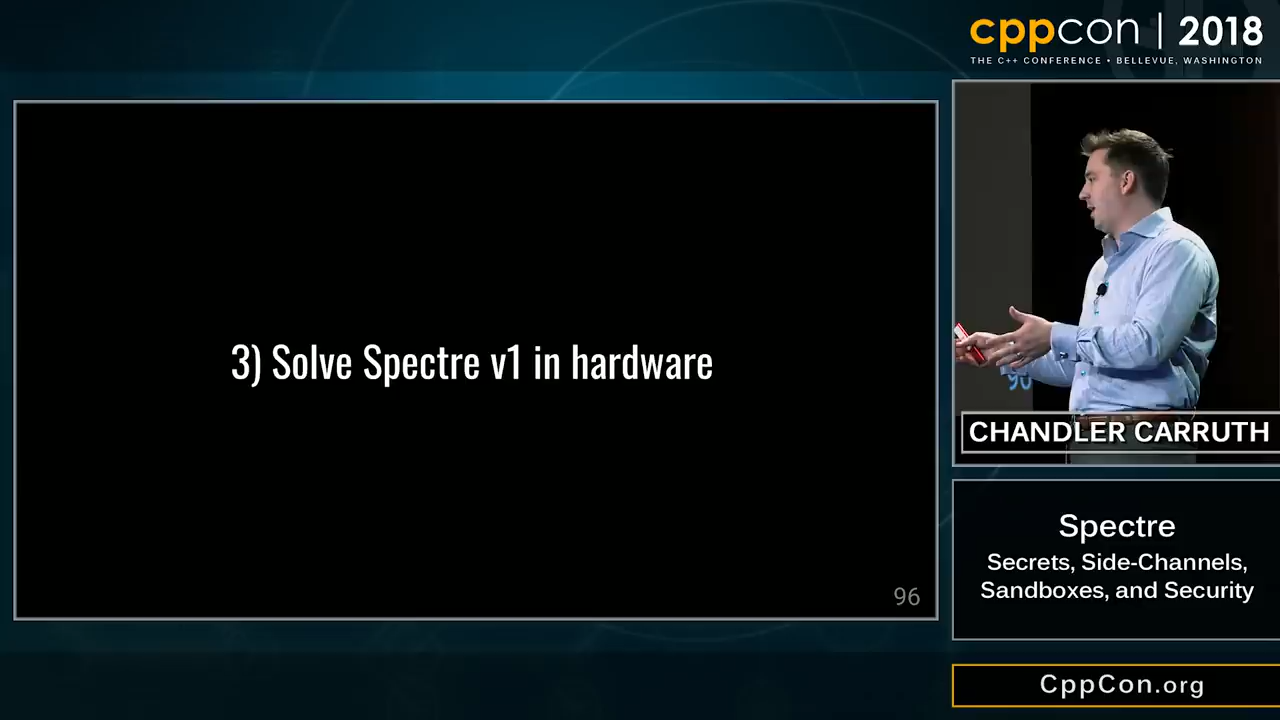 cppcon | 2018
THE C++ CONFERENCE • BELLEVUE, WASHINGTON
3) Solve Spectre v1 in hardware
96
96
CHANDLER CARRUTH
Spectre
Secrets, Side-Channels,
Sandboxes, and Security
CppCon.org